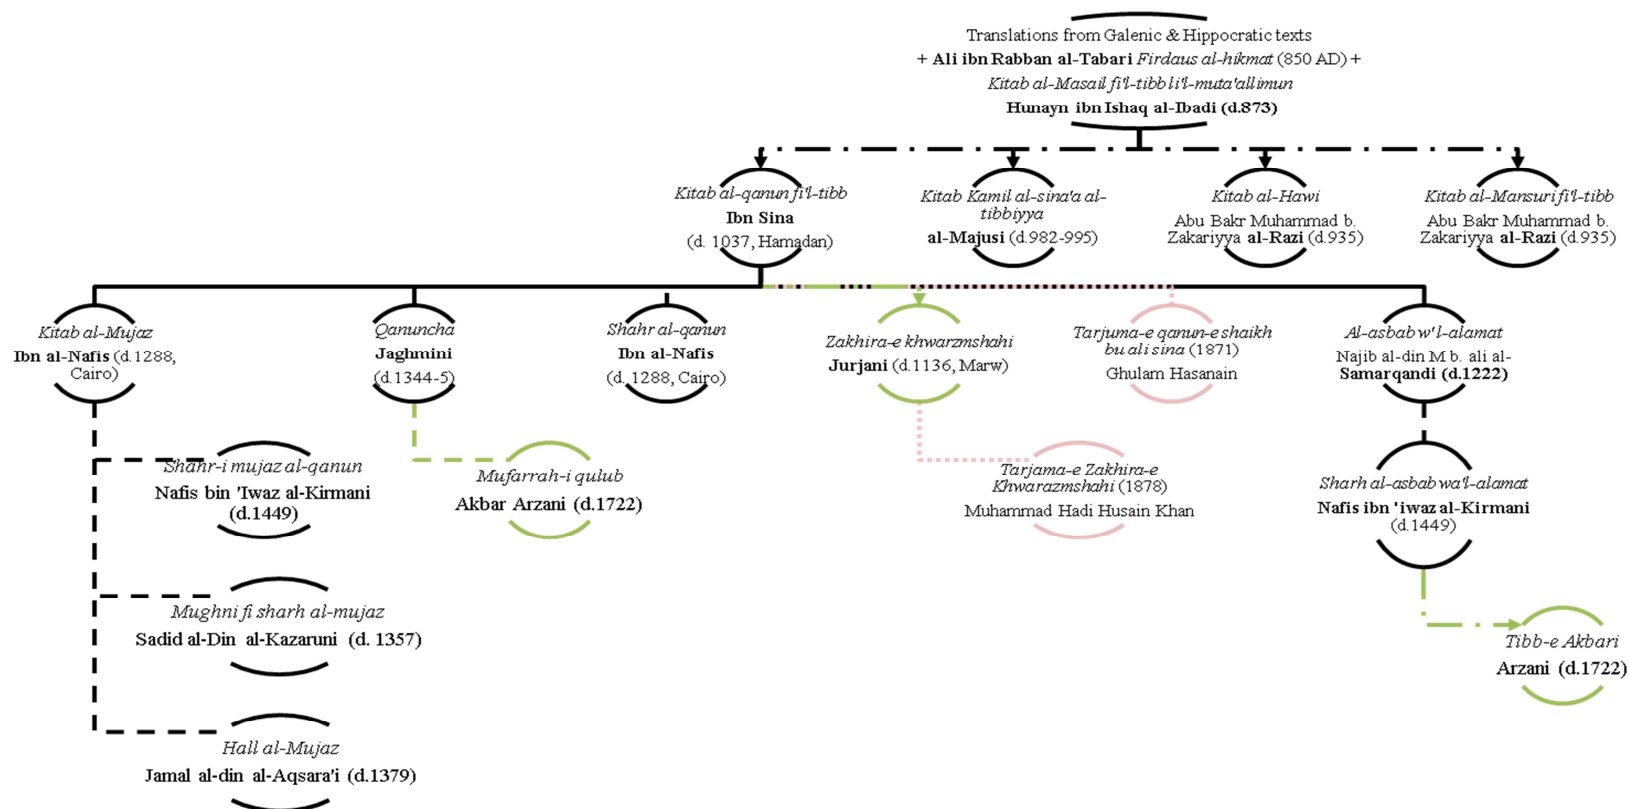 Translations from Galenic & Hippocratic texts
+ Ali ibn Rabban al-Tabari Firdaus al-hikmat (850 AD) +
Kitab al-Masail fi'l-tibb li'l-muta'allimun
Hunayn ibn Ishaq al-Ibadi (d.873)
Kitab al-qanun fi'l-tibb
Ibn Sina
(d. 1037, Hamadan)
Kitab Kamil al-sina'a al-
tibbiyya
al-Majusi (d.982-995)
Kitab al-Hawi
Abu Bakr Muhammad b.
Zakariyya al-Razi (d.935)
Kitab al-Mansuri fi'l-tibb
Abu Bakr Muhammad b.
Zakariyya al-Razi (d.935)
Kitab al-Mujaz
Ibn al-Nafis (d.1288,
Cairo)
Qanuncha
Jaghmini
(d.1344-5)
Shahr al-qanun
Ibn al-Nafis
(d. 1288, Cairo)
Zakhira-e khwarzmshahi
Jurjani (d.1136, Marw)
Tarjuma-e qanun-e shaikh
bu ali sina (1871)
Ghulam Hasanain
Al-asbab w'l-alamat
Najib al-din M b. ali al-
Samarqandi (d.1222)
Shahr-i mujaz al-qanun
Nafis bin 'Iwaz al-Kirmani
(d.1449)
Mufarrah-i qulub
Akbar Arzani (d.1722)
Tarjama-e Zakhira-e
Khwarazmshahi (1878)
Muhammad Hadi Husain Khan
Sharh al-asbab wa'l-alamat
Nafis ibn 'iwaz al-Kirmani
(d.1449)
Mughni fi sharh al-mujaz
Sadid al-Din al-Kazaruni (d. 1357)
Tibb-e Akbari
Arzani (d.1722)
Hall al-Mujaz
Jamal al-din al-Aqsara'i (d.1379)